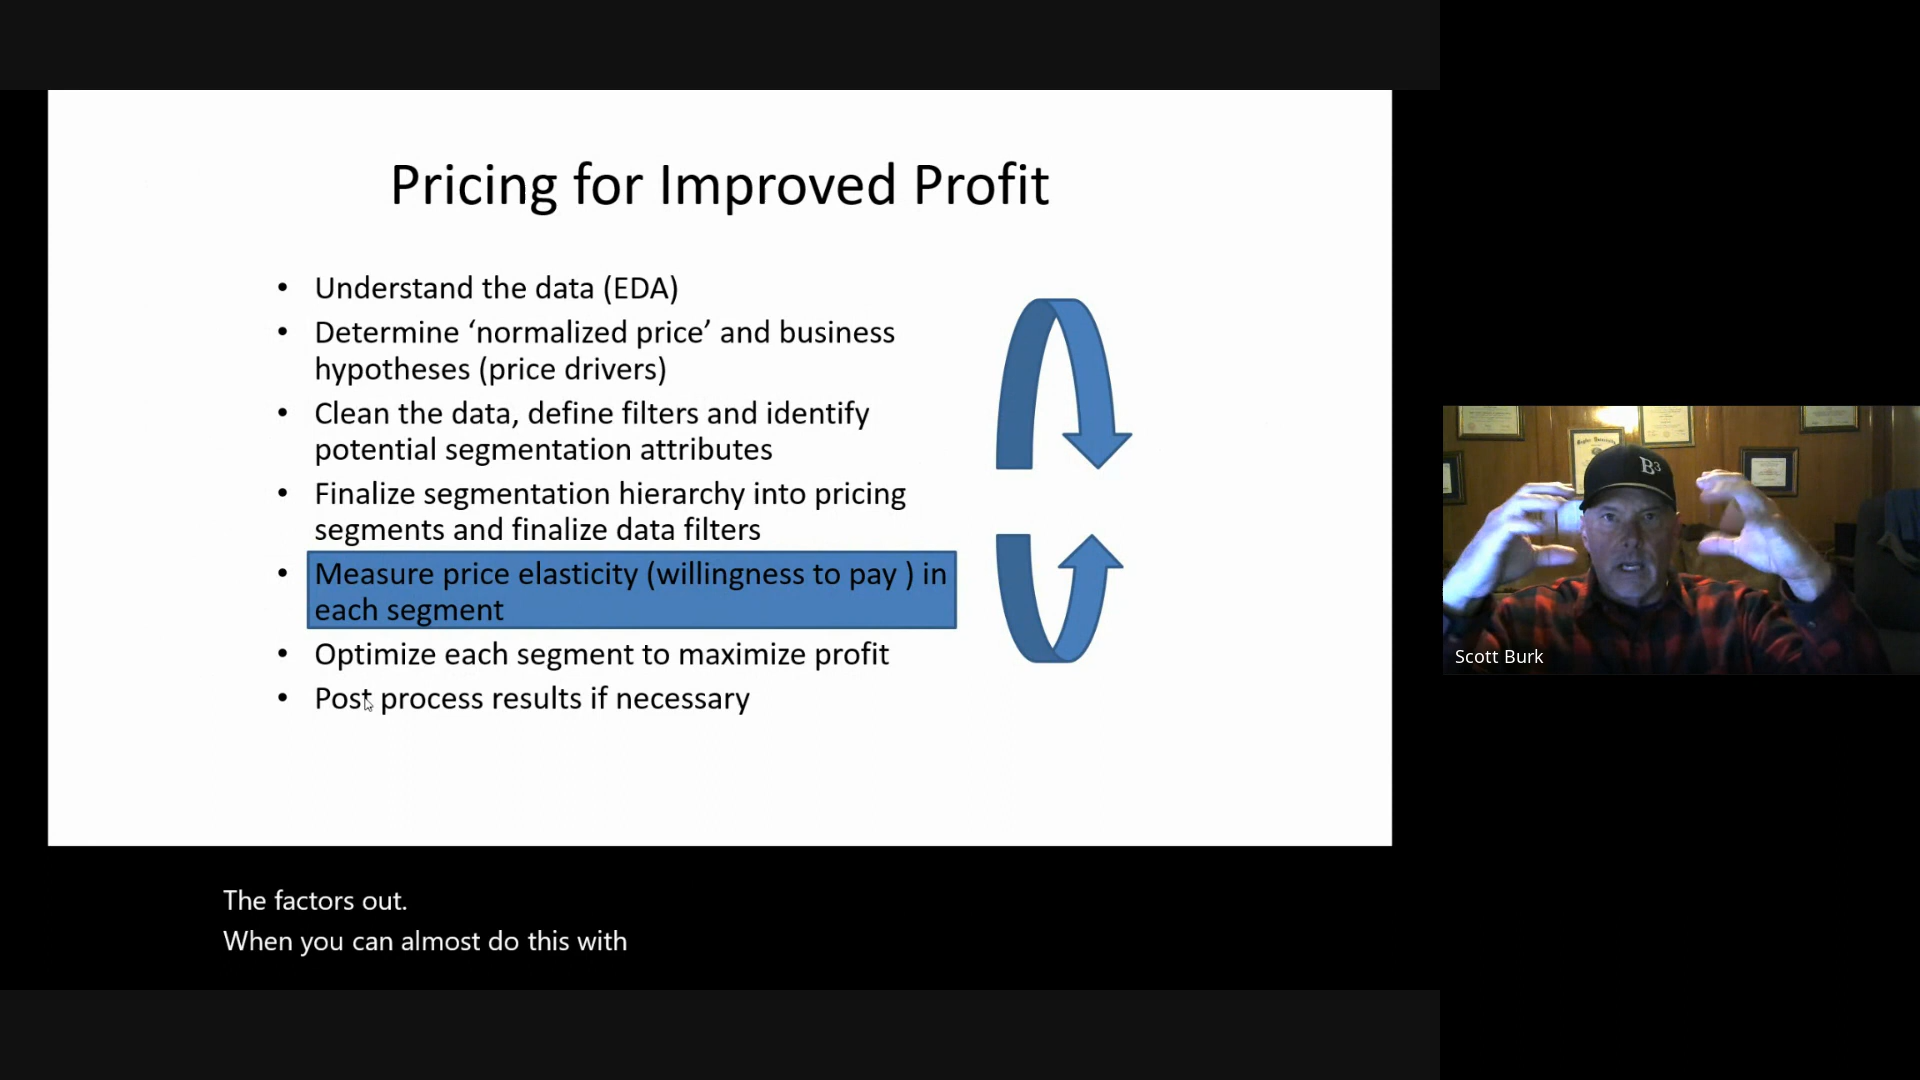 Pricing for Improved Profit
• Understand the data (EDA)
• Determine ‘normalized price’ and business
hypotheses (price drivers)
• Clean the data, define filters and identify
potential segmentation attributes
• Finalize segmentation hierarchy into pricing
segments and finalize data filters
• Measure price elasticity (willingness to pay ) in
each segment
• Optimize each segment to maximize profit
• Post process results if necessary
B3
Scott Burk
The factors out.
When you can almost do this with